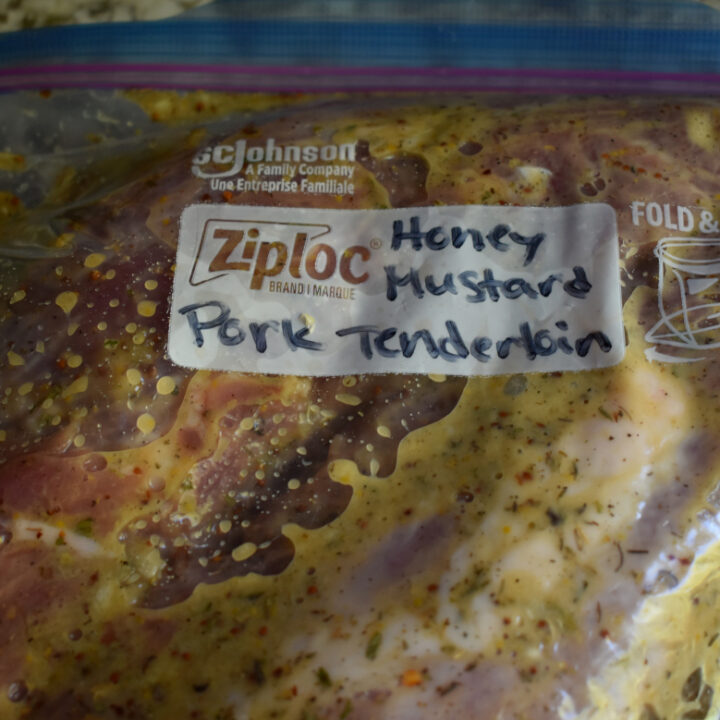 scJohnson
A Family Company
Une Entreprise Familiale
Ziploc® Honey
BRAND | MARQUE Mustard
Pork Tenderloin
FOLD &